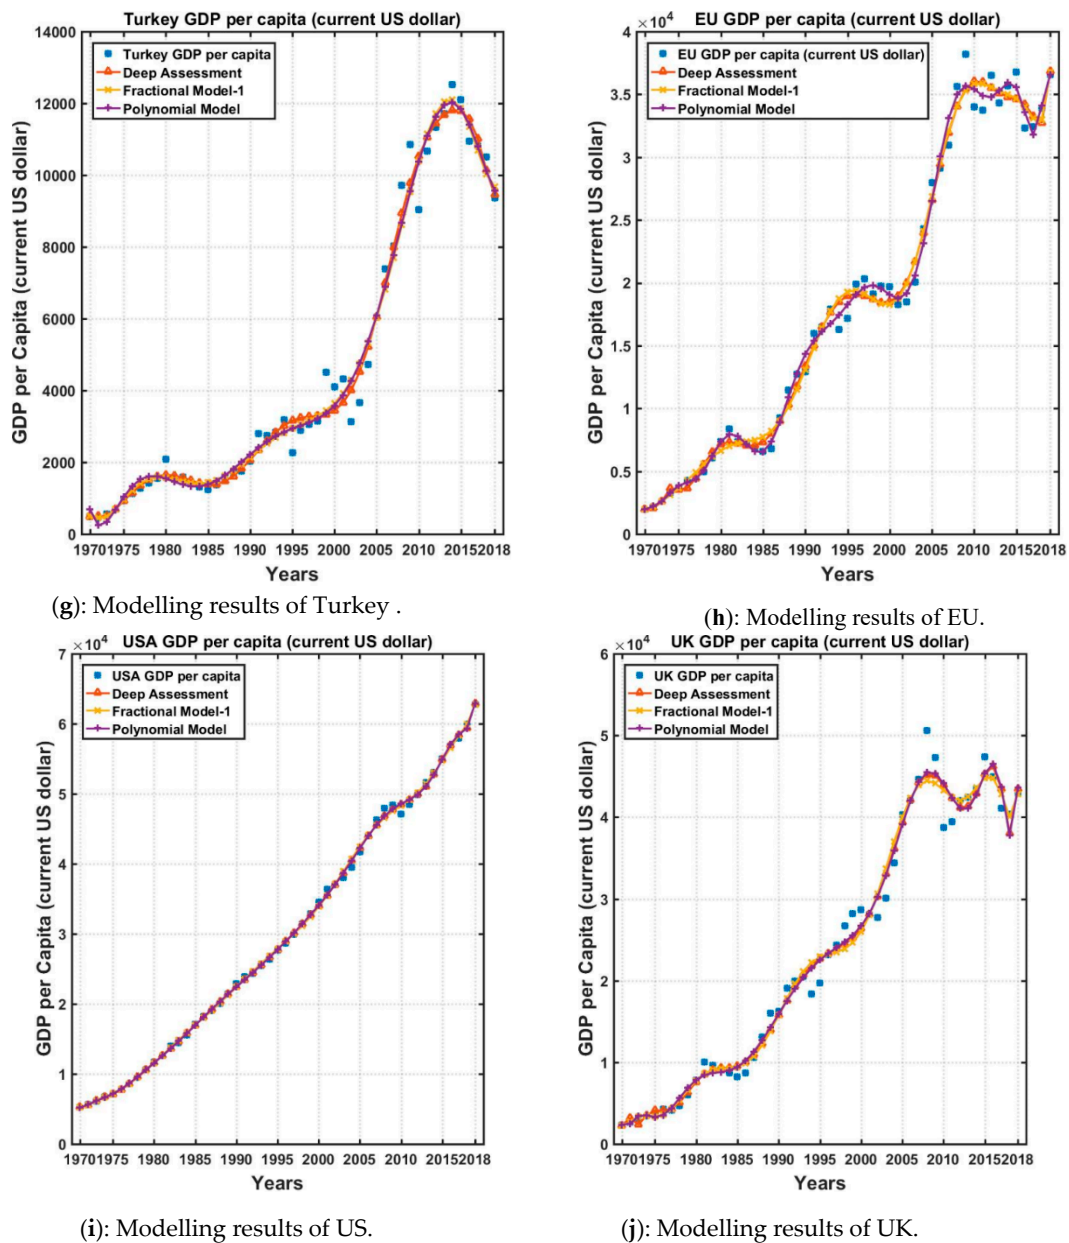 Turkey GDP per capita (current US dollar)
14000
12000
10000
8000
6000
4000
2000
0
GDP per Capita (current US dollar)
Turkey GDP per capita
Deep Assessment
Fractional Model-1
Polynomial Model
1970 1975 1980 1985 1990 1995 2000 2005 2010 2015 2018
Years
(g): Modelling results of Turkey .
EU GDP per capita (current US dollar)
×10⁴
4
3.5
3
2.5
2
1.5
1
0.5
0
GDP per Capita (current US dollar)
EU GDP per capita (current US dollar)
Deep Assessment
Fractional Model-1
Polynomial Model
1970 1975 1980 1985 1990 1995 2000 2005 2010 2015 2018
Years
(h): Modelling results of EU.
USA GDP per capita (current US dollar)
×10⁴
7
6
5
4
3
2
1
0
GDP per Capita (current US dollar)
USA GDP per capita
Deep Assessment
Fractional Model-1
Polynomial Model
1970 1975 1980 1985 1990 1995 2000 2005 2010 2015 2018
Years
(i): Modelling results of US.
UK GDP per capita (current US dollar)
×10⁴
6
5
4
3
2
1
0
GDP per Capita (current US dollar)
UK GDP per capita
Deep Assessment
Fractional Model-1
Polynomial Model
1970 1975 1980 1985 1990 1995 2000 2005 2010 2015 2018
Years
(j): Modelling results of UK.